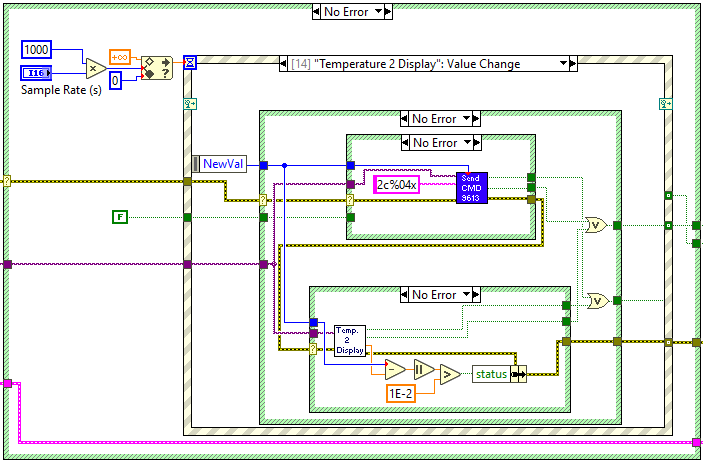 No Error
1000
I16
Sample Rate (s)
+∞
0
?
[14] "Temperature 2 Display": Value Change
No Error
No Error
NewVal
2c%04x
Send
CMD
9613
?
?
?
F
V
No Error
Temp.
2
Display
?
V
-
||
>
status
1E-2